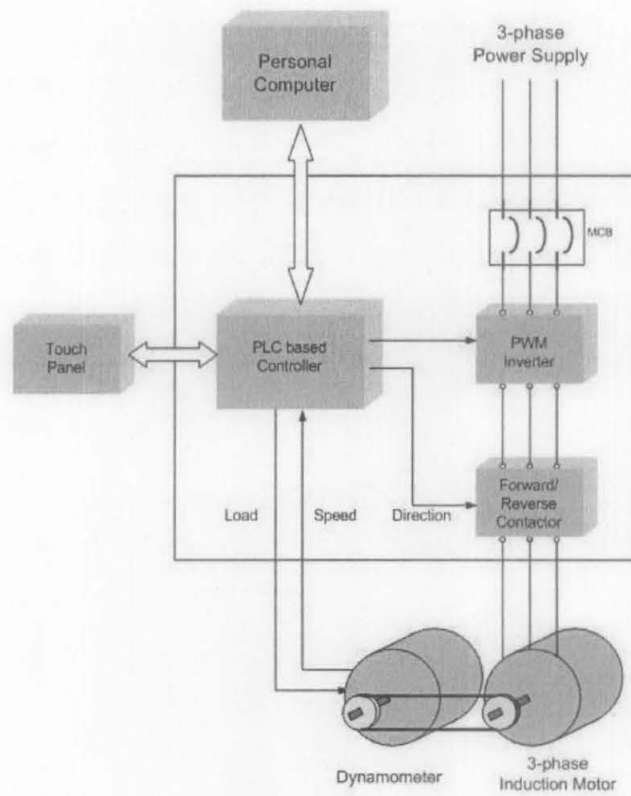 3-phase
Power Supply
Personal
Computer
MCB
Touch
Panel
PLC based
Controller
PWM
Inverter
Forward/
Reverse
Contactor
Load
Speed
Direction
Dynamometer
3-phase
Induction Motor